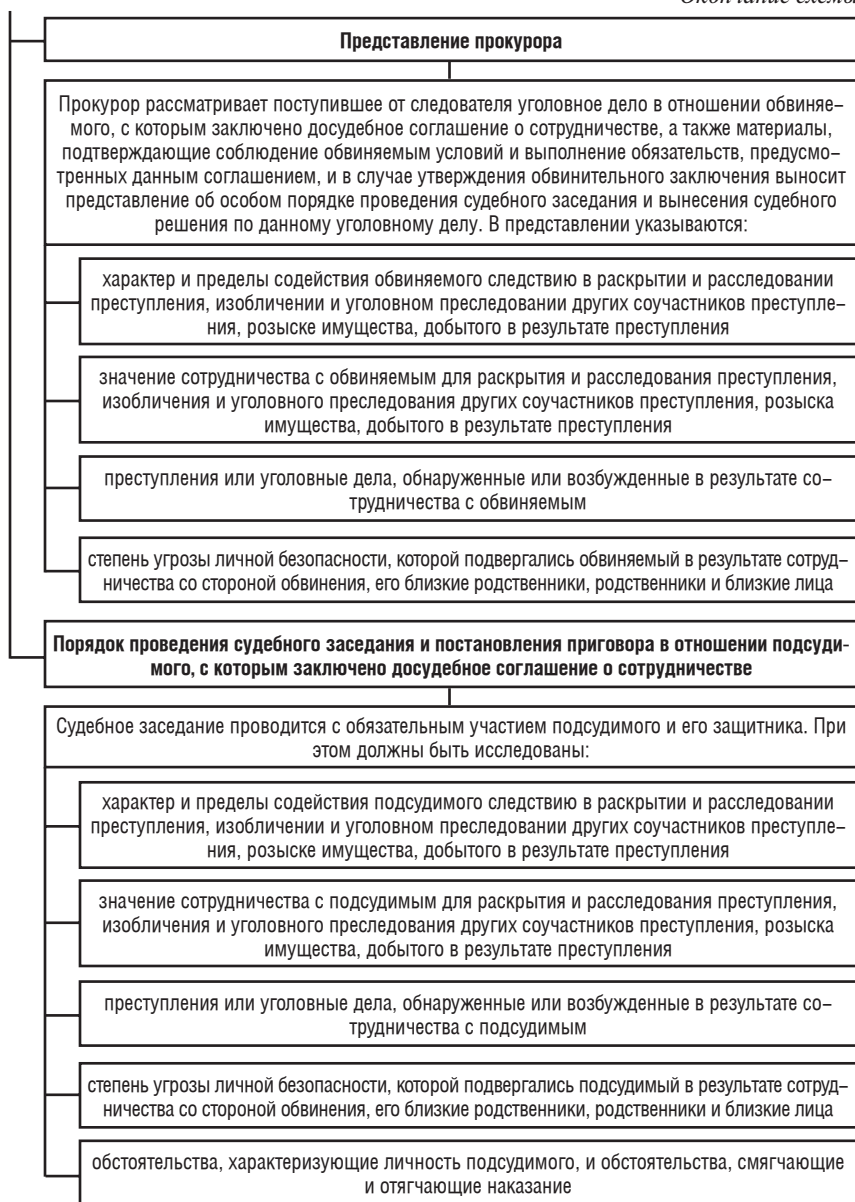 Представление прокурора
Прокурор рассматривает поступившее от следователя уголовное дело в отношении обвиняе-
мого, с которым заключено досудебное соглашение о сотрудничестве, а также материалы,
подтверждающие соблюдение обвиняемым условий и выполнение обязательств, предусмо-
тренных данным соглашением, и в случае утверждения обвинительного заключения выносит
представление об особом порядке проведения судебного заседания и вынесения судебного
решения по данному уголовному делу. В представлении указываются:
характер и пределы содействия обвиняемого следствию в раскрытии и расследовании
преступления, изобличении и уголовном преследовании других соучастников преступле-
ния, розыске имущества, добытого в результате преступления
значение сотрудничества с обвиняемым для раскрытия и расследования преступления,
изобличения и уголовного преследования других соучастников преступления, розыска
имущества, добытого в результате преступления
преступления или уголовные дела, обнаруженные или возбужденные в результате со-
трудничества с обвиняемым
степень угрозы личной безопасности, которой подвергались обвиняемый в результате сотруд-
ничества со стороной обвинения, его близкие родственники, родственники и близкие лица
Порядок проведения судебного заседания и постановления приговора в отношении подсуди-
мого, с которым заключено досудебное соглашение о сотрудничестве
Судебное заседание проводится с обязательным участием подсудимого и его защитника. При
этом должны быть исследованы:
характер и пределы содействия подсудимого следствию в раскрытии и расследовании
преступления, изобличении и уголовном преследовании других соучастников преступле-
ния, розыске имущества, добытого в результате преступления
значение сотрудничества с подсудимым для раскрытия и расследования преступления,
изобличения и уголовного преследования других соучастников преступления, розыска
имущества, добытого в результате преступления
преступления или уголовные дела, обнаруженные или возбужденные в результате со-
трудничества с подсудимым
степень угрозы личной безопасности, которой подвергались подсудимый в результате сотруд-
ничества со стороной обвинения, его близкие родственники, родственники и близкие лица
обстоятельства, характеризующие личность подсудимого, и обстоятельства, смягчающие
и отягчающие наказание